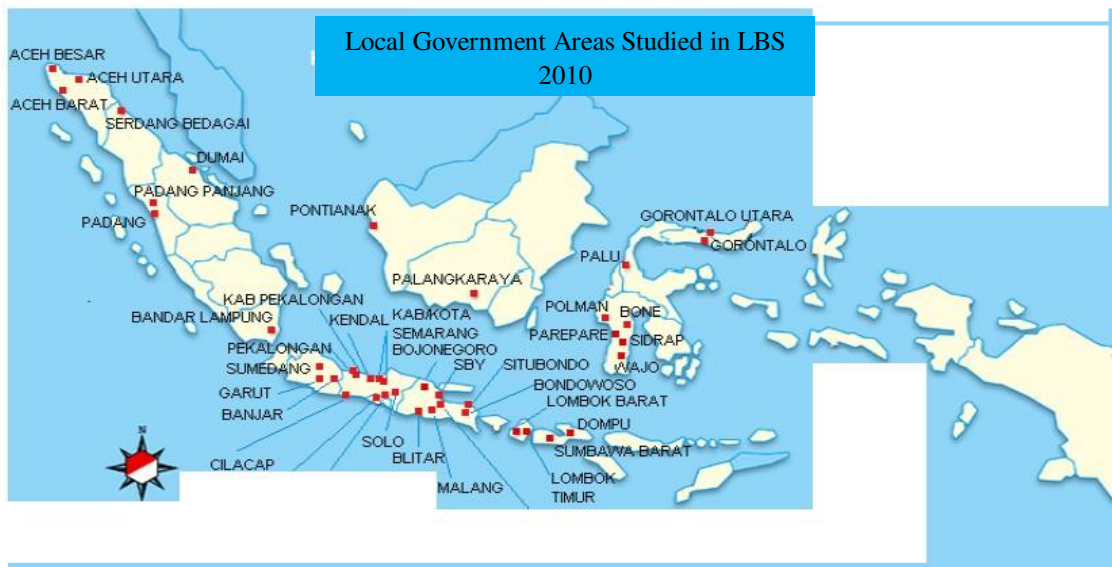 Local Government Areas Studied in LBS
2010
ACEH BESAR
ACEH UTARA
ACEH BARAT
SERDANG BEDAGAI
DUMAI
PADANG PANJANG
PADANG
PONTIANAK
GORONTALO UTARA
GORONTALO
PALU
PALANGKARAYA
KAB PEKALONGAN
BANDAR LAMPUNG
KENDAL
KAB/KOTA
SEMARANG
BOJONEGORO
POLMAN
BONE
PAREPARE
SIDRAP
WAJO
PEKALONGAN
SUMEDANG
SBY
SITUBONDO
GARUT
BONDOWOSO
BANJAR
LOMBOK BARAT
DOMPU
SOLO
SUMBAWA BARAT
CILACAP
BLITAR
MALANG
LOMBOK
TIMUR
N